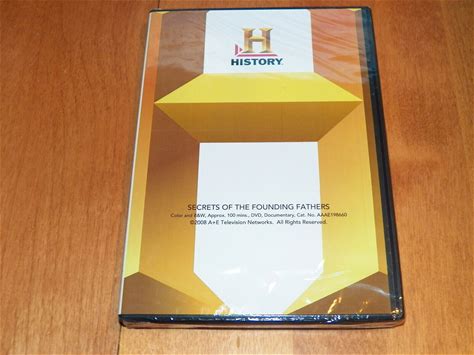 H
HISTORY.
SECRETS OF THE FOUNDING FATHERS
Color and B&W, Approx. 100 mins., DVD, Documentary, Cat. No. AAAE198660
©2008 A+E Television Networks. All Rights Reserved.